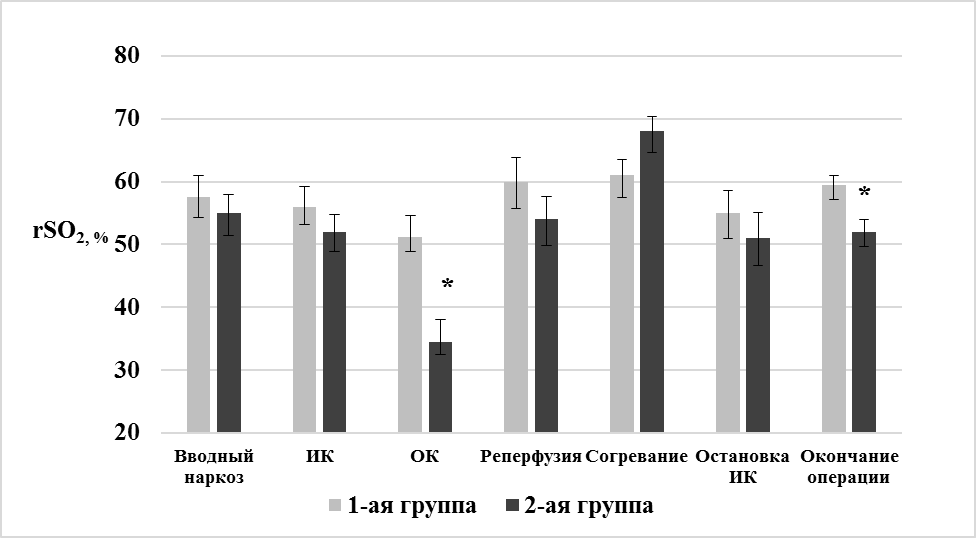 80
70
60
rSO2, %
50
40
30
20
*
*
Вводный наркоз
ИК
ОК
Реперфузия
Согревание
Остановка ИК
Окончание операции
1-ая группа
2-ая группа